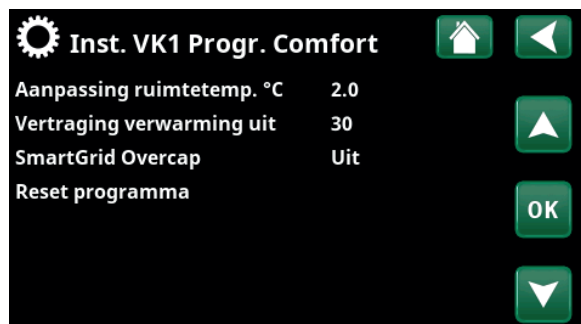 Inst. VK1 Progr. Comfort
Aanpassing ruimtetemp. °C 2.0
Vertraging verwarming uit 30
SmartGrid Overcap Uit
Reset programma
OK